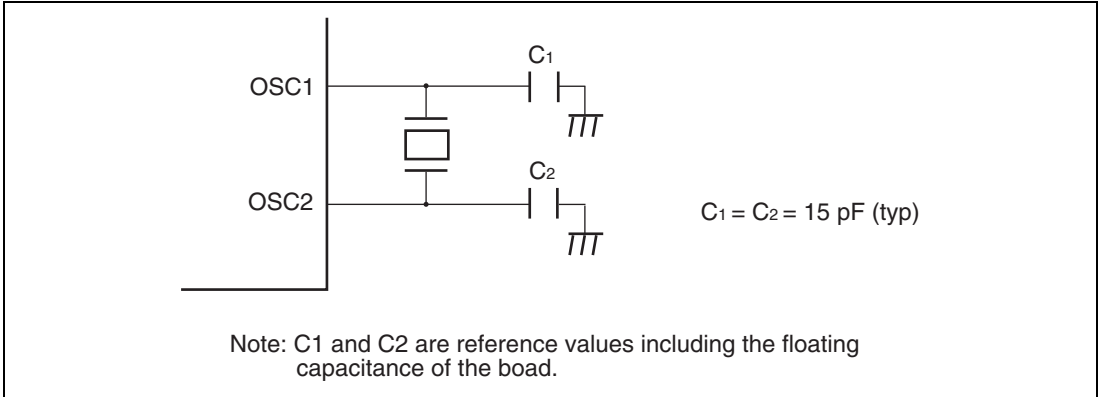 C1
OSC1
C2
OSC2
C1 = C2 = 15 pF (typ)
Note: C1 and C2 are reference values including the floating
capacitance of the boad.